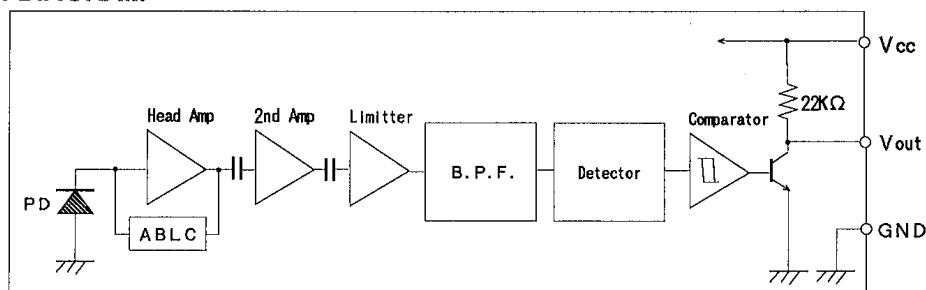 Vcc
22KΩ
Head Amp
2nd Amp
Limitter
Comparator
Vout
B.P.F.
Detector
PD
ABLC
GND